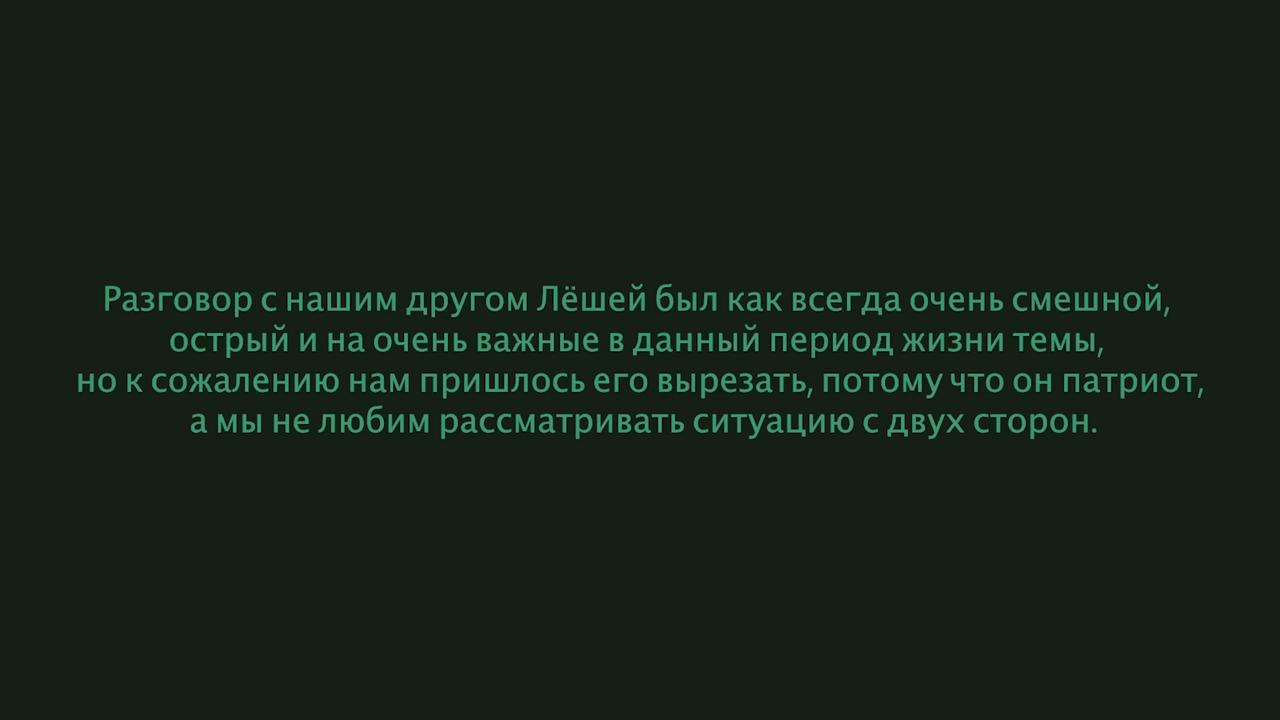 Разговор с нашим другом Лёшей был как всегда очень смешной,
острый и на очень важные в данный период жизни темы,
но к сожалению нам пришлось его вырезать, потому что он патриот,
а мы не любим рассматривать ситуацию с двух сторон.